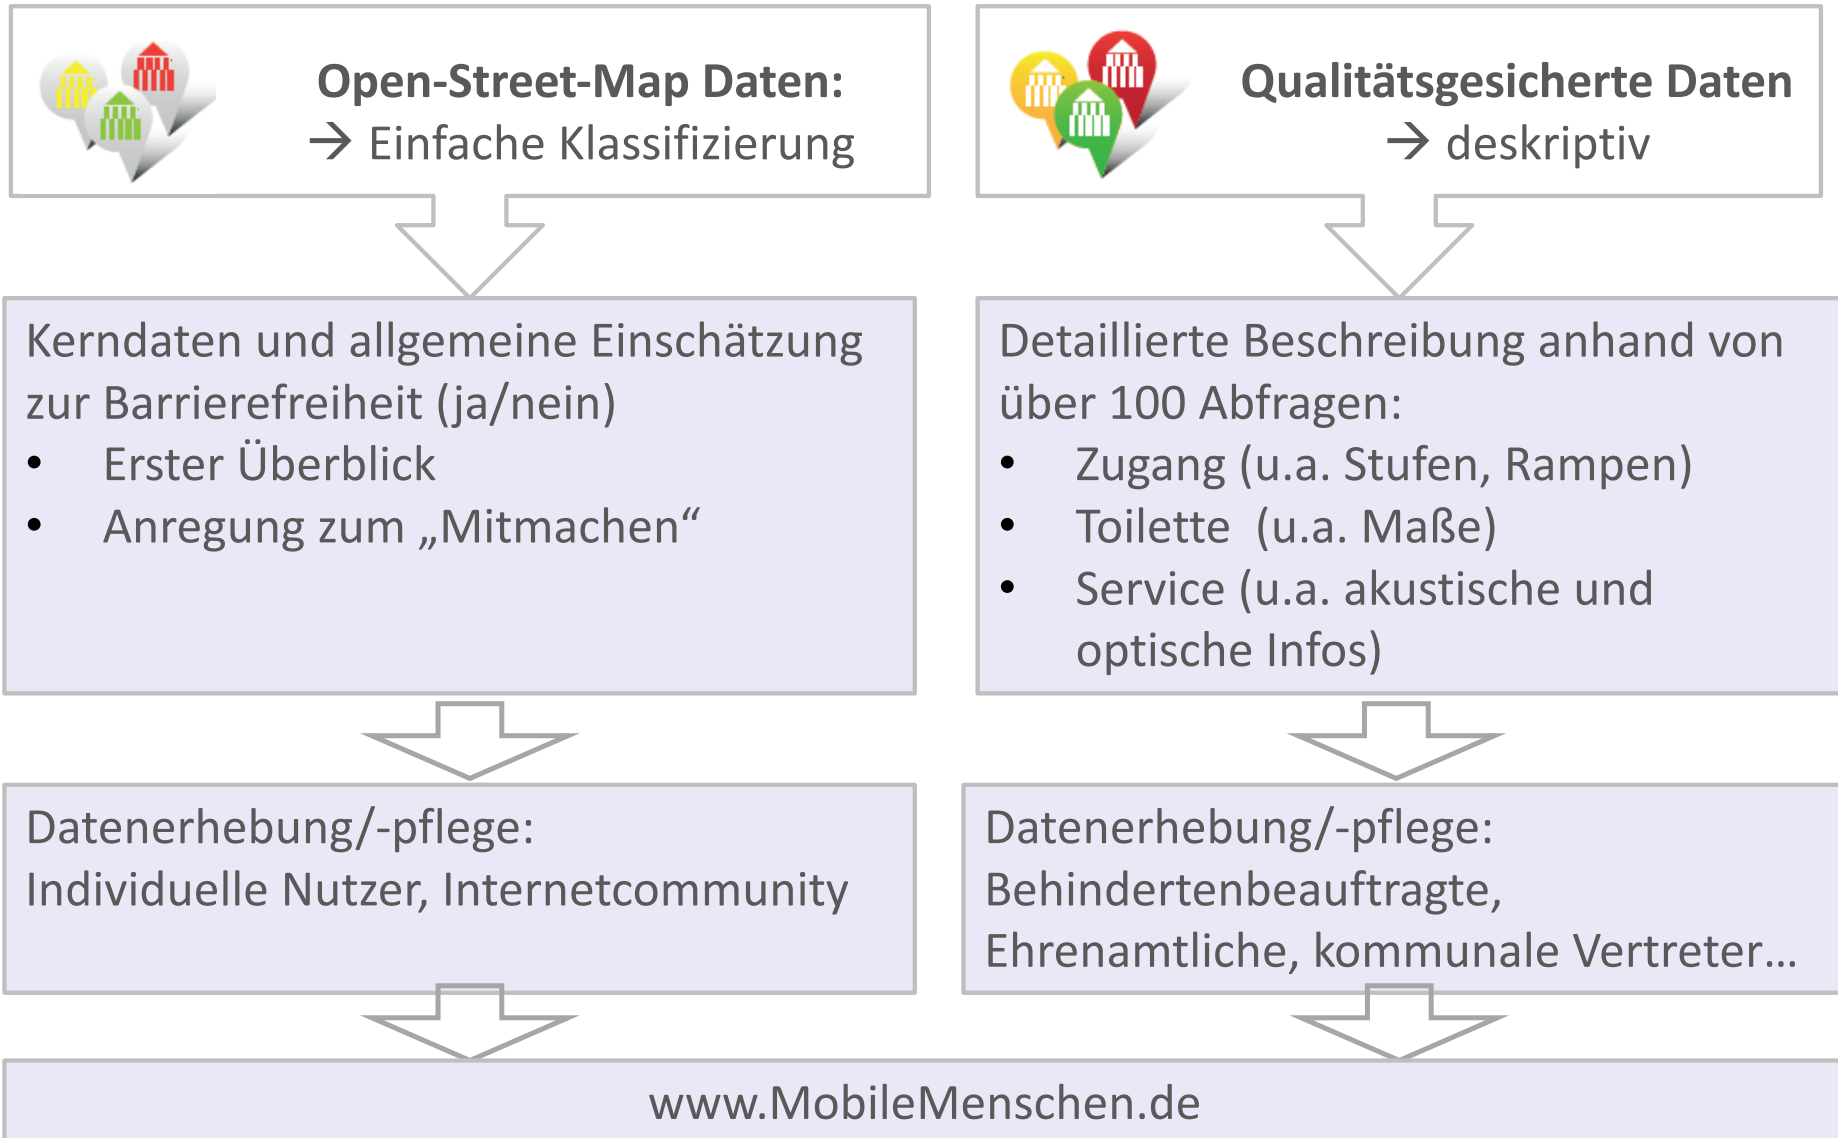 Open-Street-Map Daten:
→ Einfache Klassifizierung
Kerndaten und allgemeine Einschätzung
zur Barrierefreiheit (ja/nein)
• Erster Überblick
• Anregung zum „Mitmachen“
Datenerhebung/-pflege:
Individuelle Nutzer, Internetcommunity
Qualitätsgesicherte Daten
→ deskriptiv
Detaillierte Beschreibung anhand von
über 100 Abfragen:
• Zugang (u.a. Stufen, Rampen)
• Toilette (u.a. Maße)
• Service (u.a. akustische und
optische Infos)
Datenerhebung/-pflege:
Behindertenbeauftragte,
Ehrenamtliche, kommunale Vertreter…
www.MobileMenschen.de